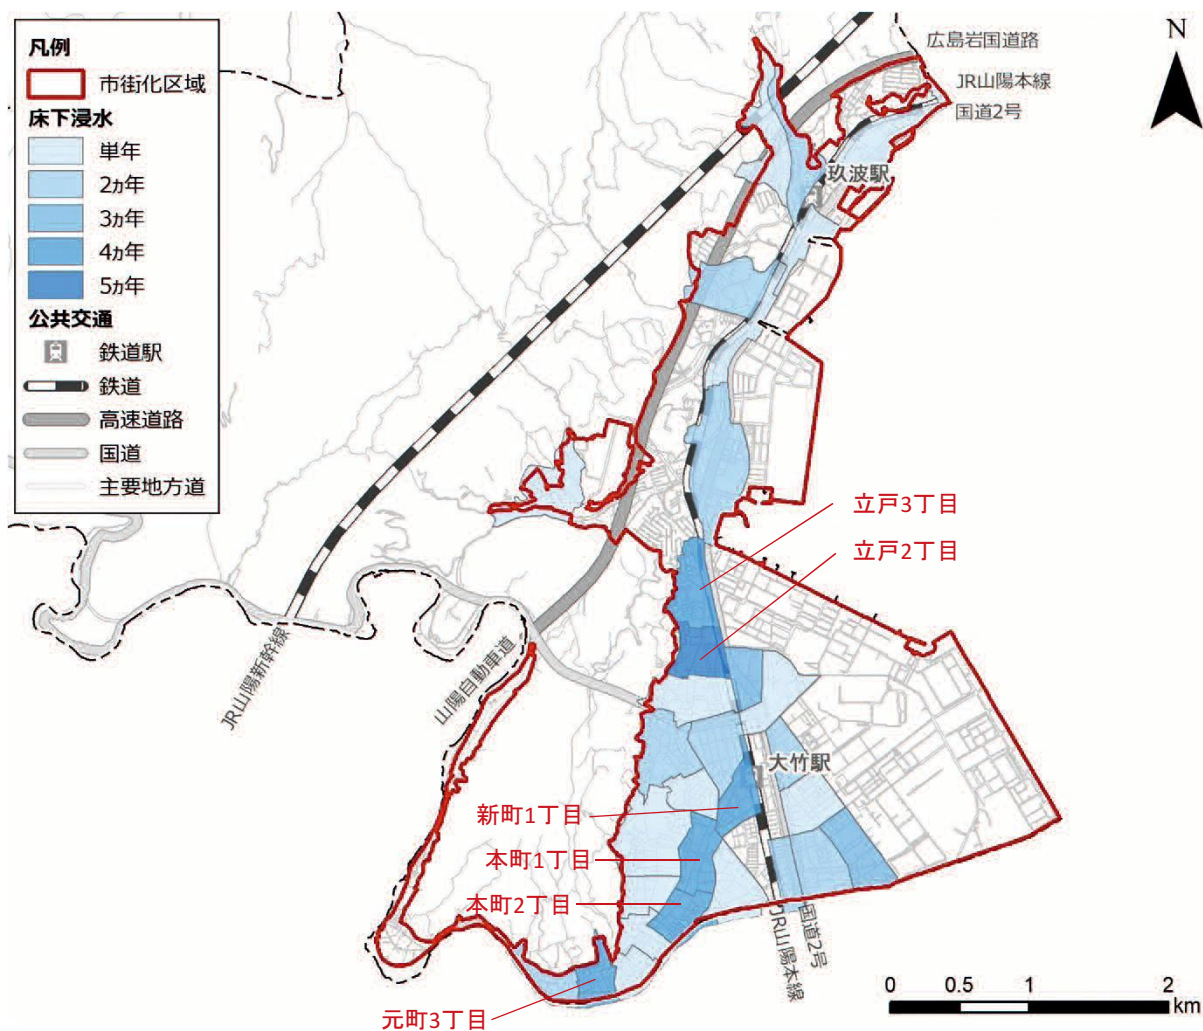 凡例
市街化区域
床下浸水
単年
2ヵ年
3ヵ年
4ヵ年
5ヵ年
公共交通
鉄道駅
鉄道
高速道路
国道
主要地方道
広島岩国道路
JR山陽本線
国道2号
N
玖波駅
立戸3丁目
立戸2丁目
JR山陽新幹線
山陽自動車道
大竹駅
新町1丁目
本町1丁目
本町2丁目
元町3丁目
JR山陽本線
国道2号
0 0.5 1 2
km